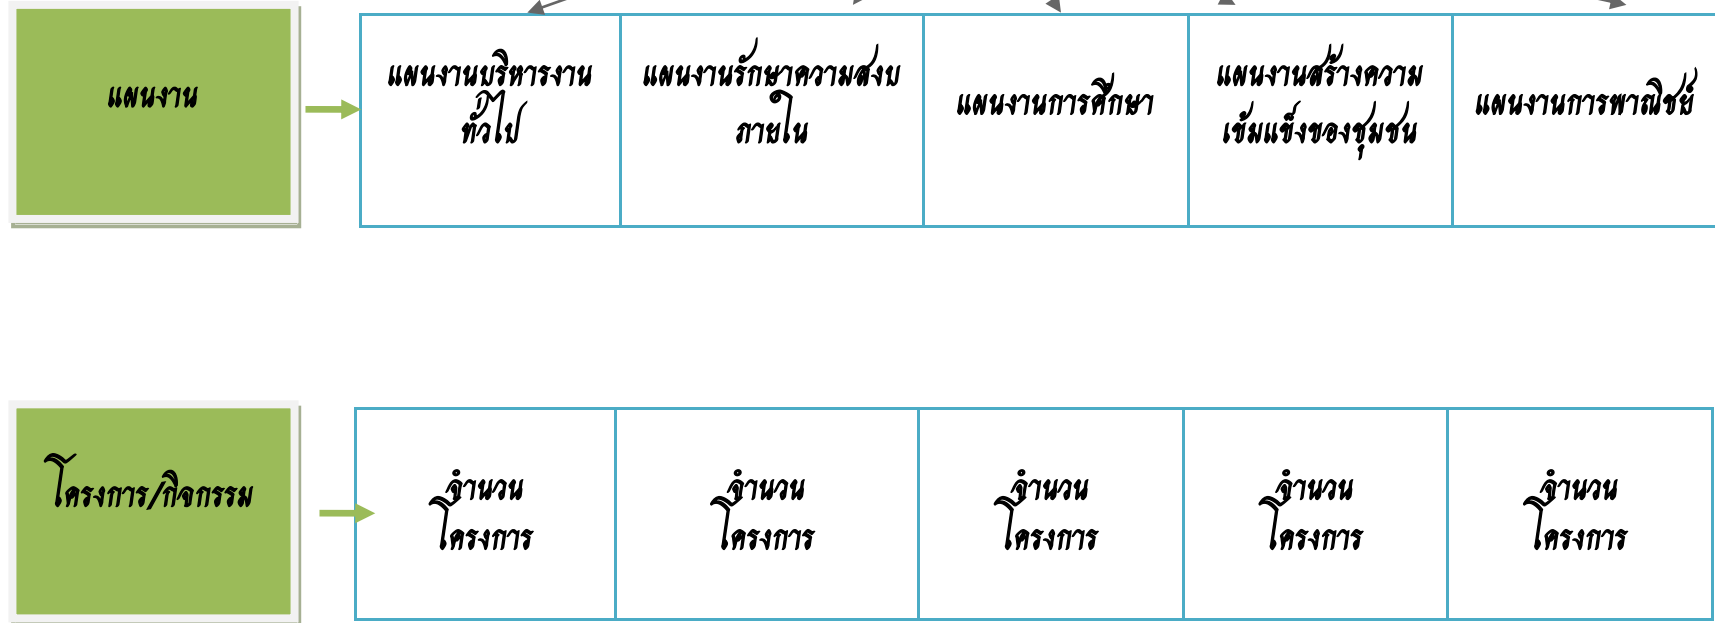 แผนงาน
แผนงานบริหารงาน
ทั่วไป
แผนงานรักษาความสงบ
ภายใน
แผนงานการศึกษา
แผนงานสร้างความ
เข้มแข็งของชุมชน
แผนงานการพาณิชย์
โครงการ/กิจกรรม
จำนวน
โครงการ
จำนวน
โครงการ
จำนวน
โครงการ
จำนวน
โครงการ
จำนวน
โครงการ